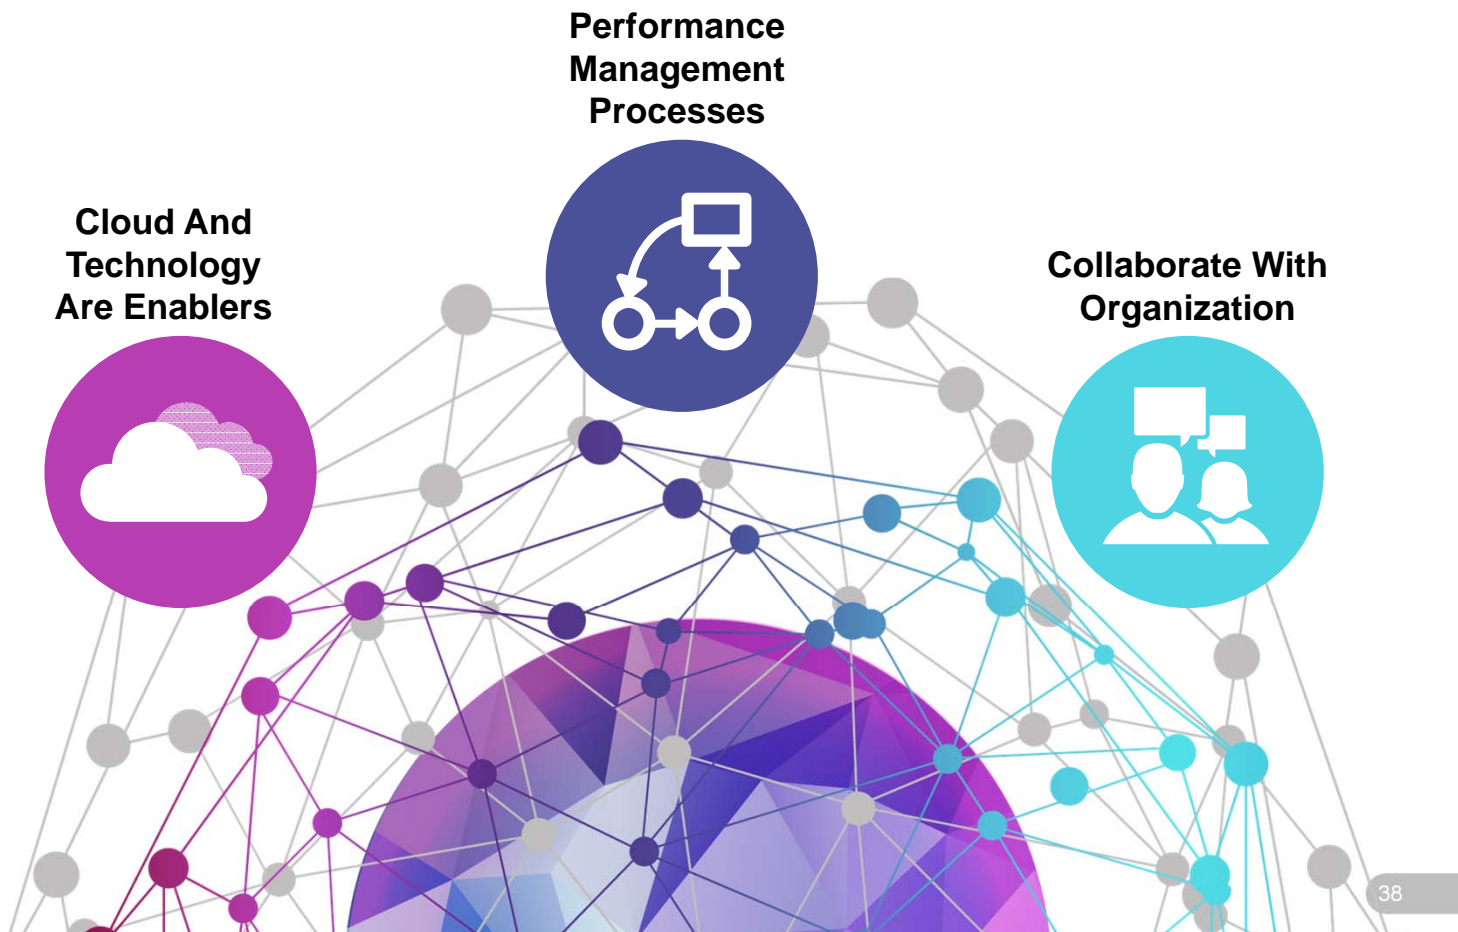 Performance
Management
Processes
Cloud And
Technology
Are Enablers
Collaborate With
Organization
38